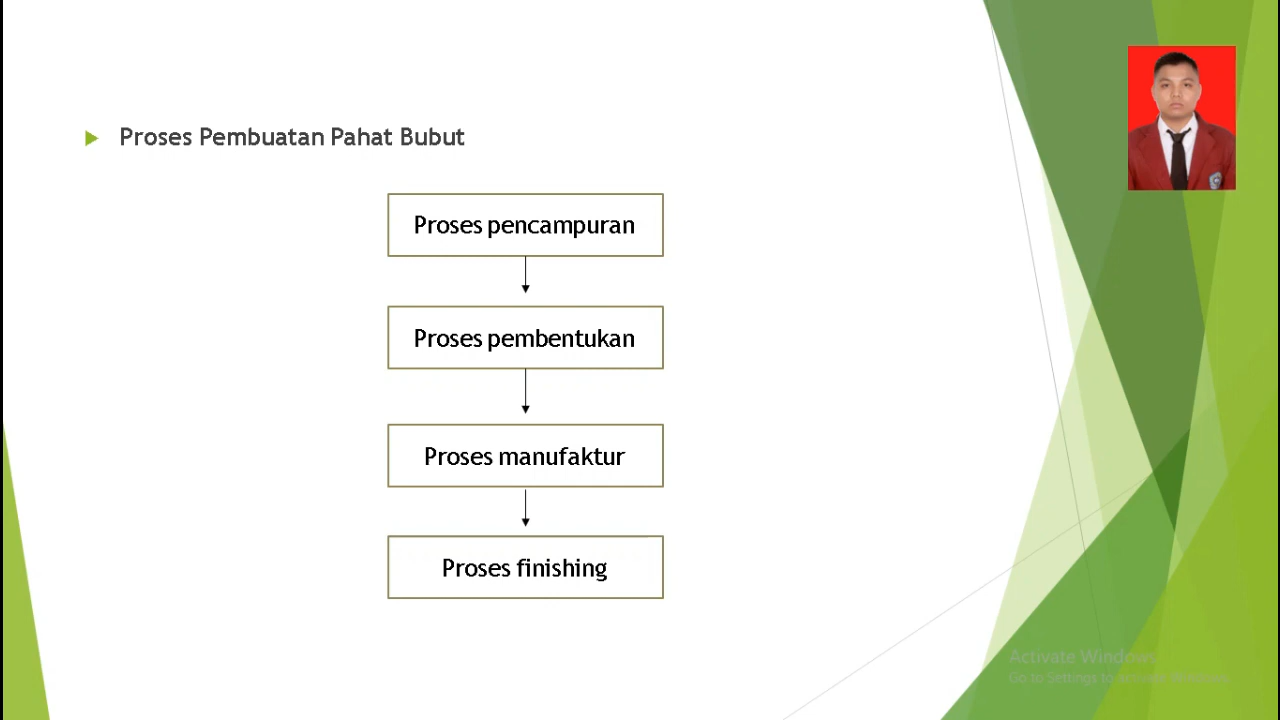 Proses Pembuatan Pahat Bubut
Proses pencampuran
Proses pembentukan
Proses manufaktur
Proses finishing
Activate Windows
Go to Settings to activate Windows.